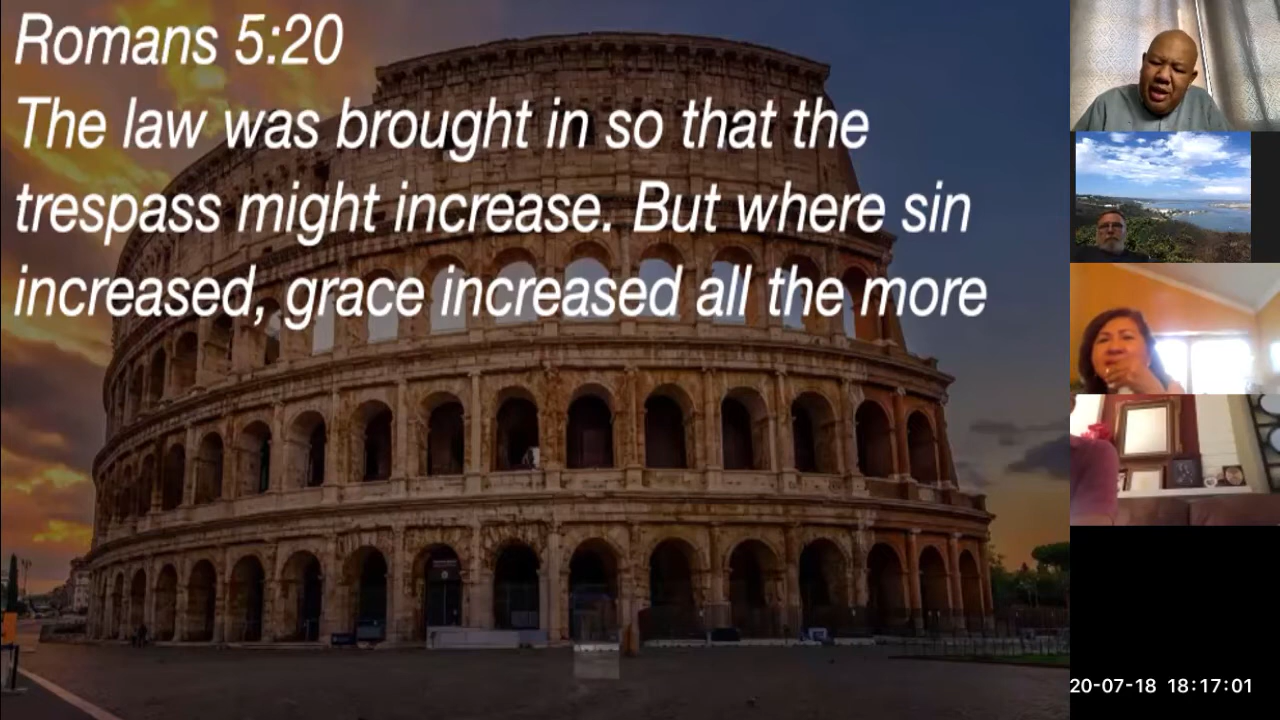 Romans 5:20
The law was brought in so that the
trespass might increase. But where sin
increased, grace increased all the more
20-07-18 18:17:01